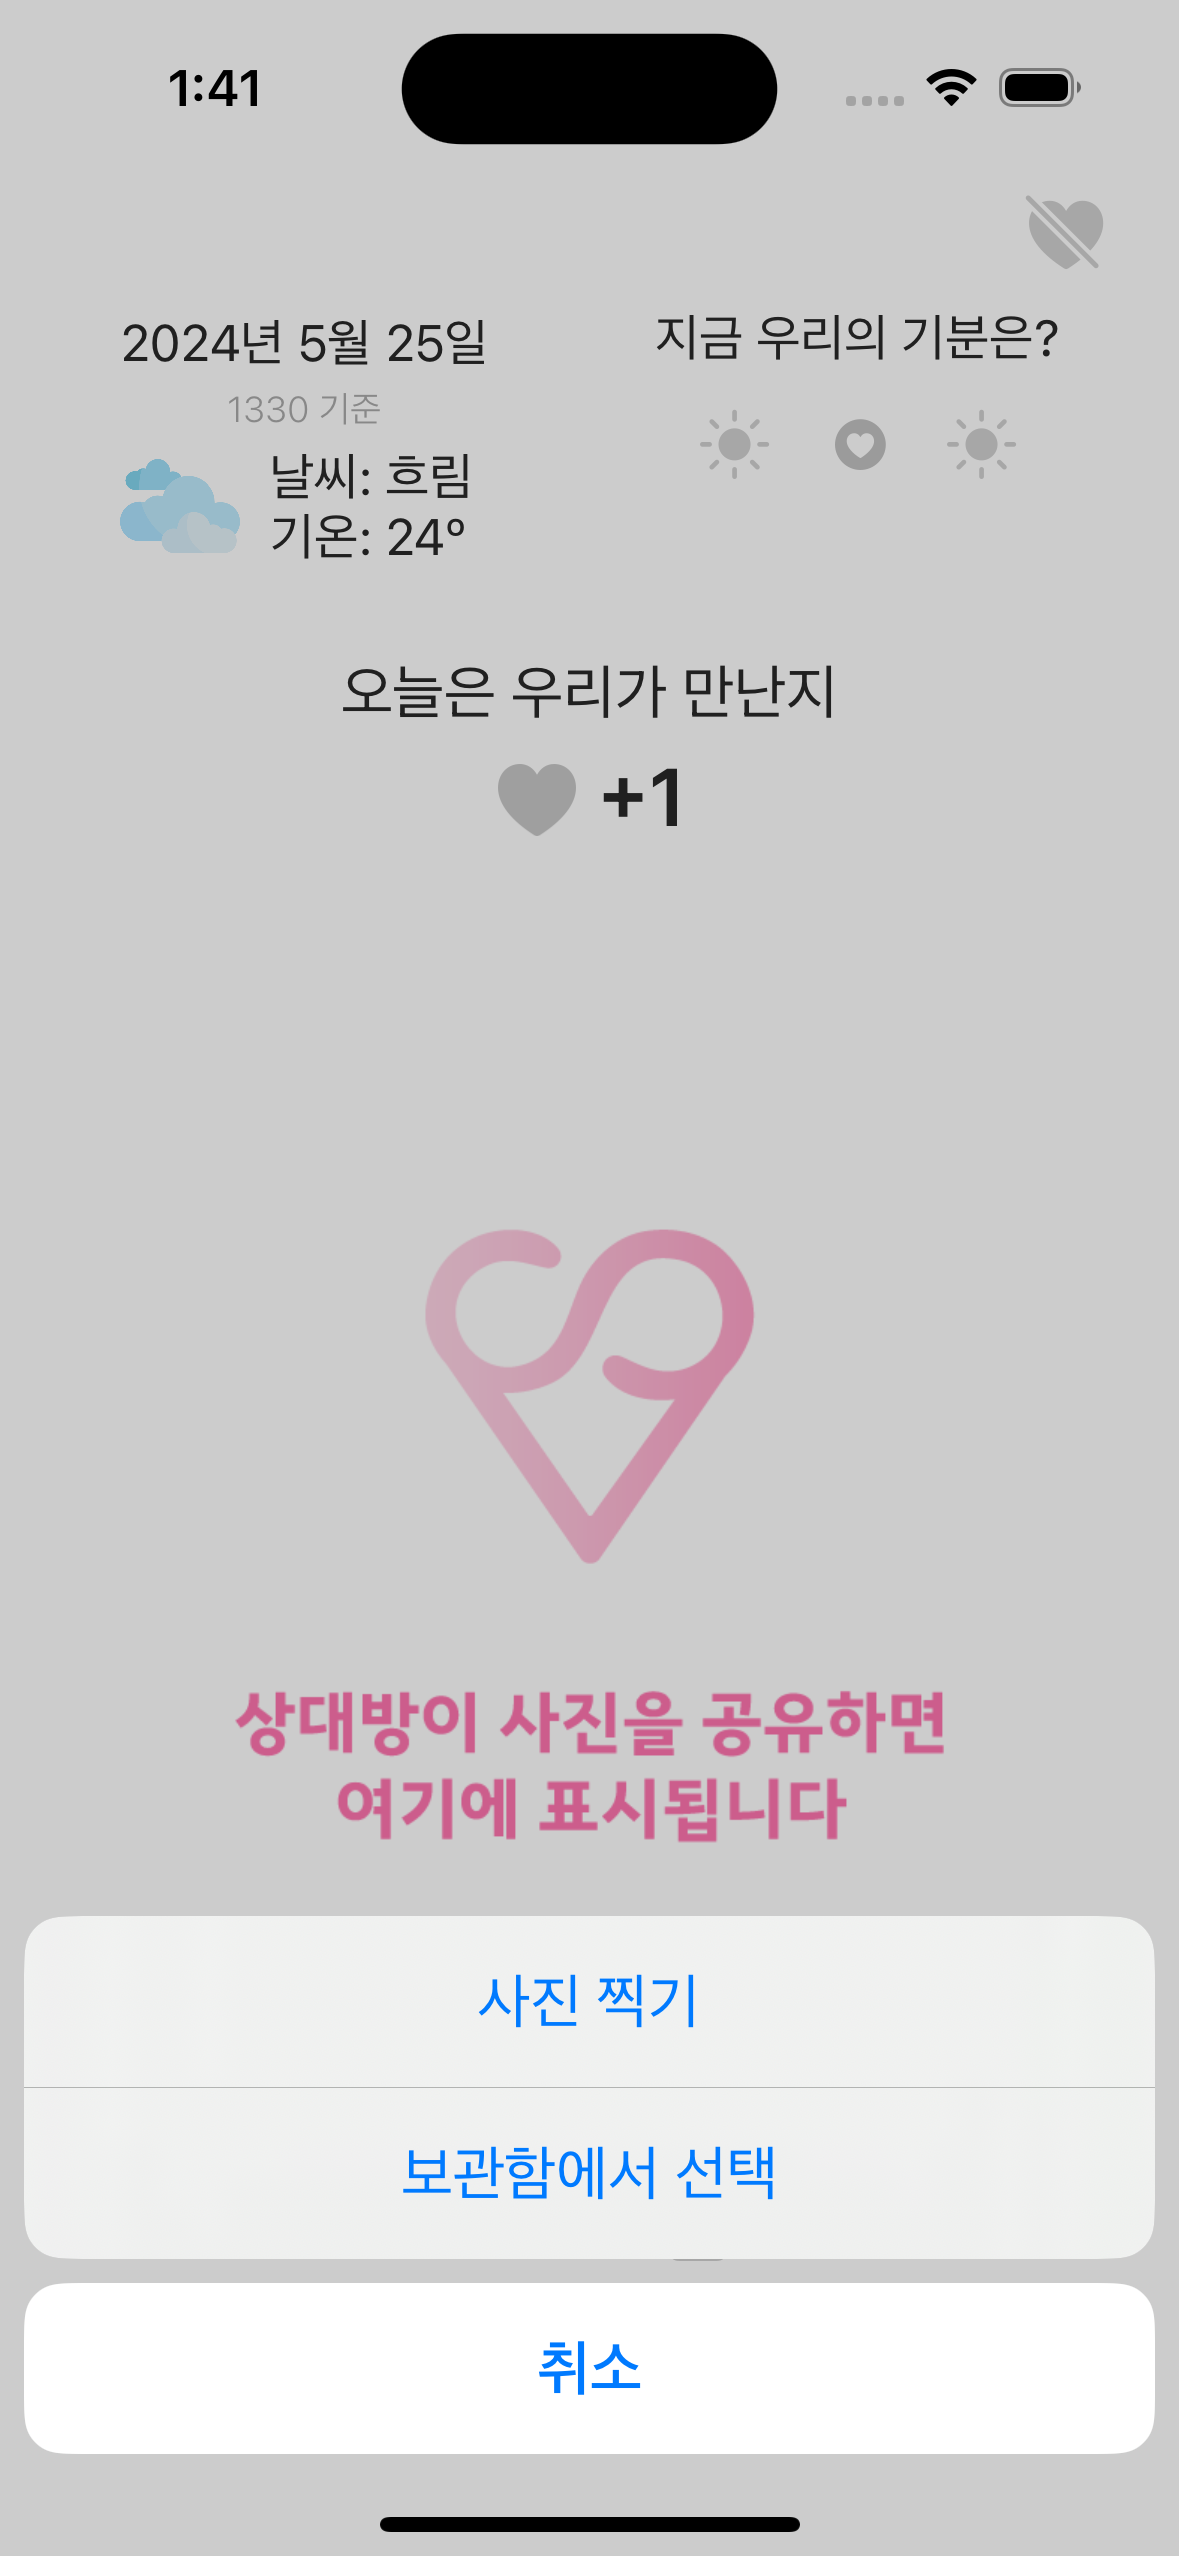 1:41
2024년 5월 25일
1330 기준
날씨: 흐림
기온: 24º
지금 우리의 기분은?
오늘은 우리가 만난지
+1
상대방이 사진을 공유하면
여기에 표시됩니다
사진 찍기
보관함에서 선택
취소